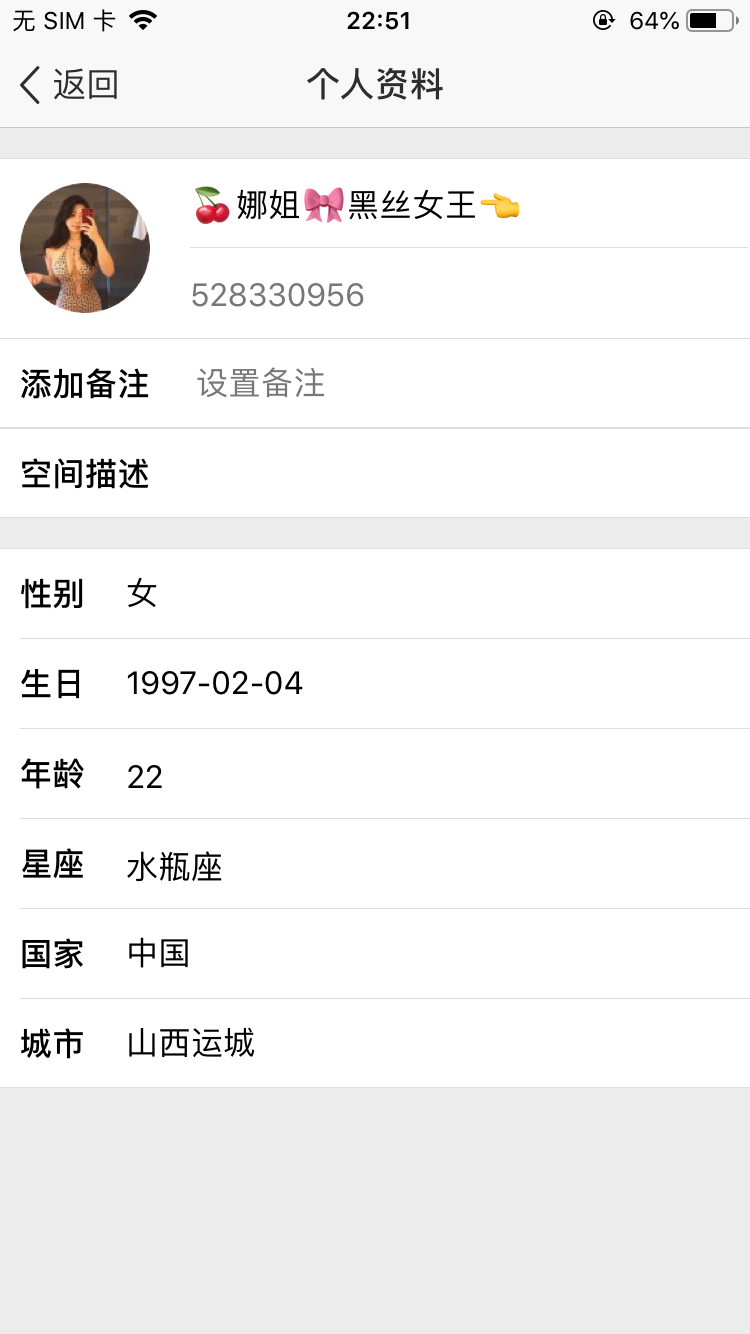 无 SIM 卡 22:51 64%
返回 个人资料
🍒娜姐🎀黑丝女王👈
528330956
添加备注 设置备注
空间描述
性别 女
生日 1997-02-04
年龄 22
星座 水瓶座
国家 中国
城市 山西运城